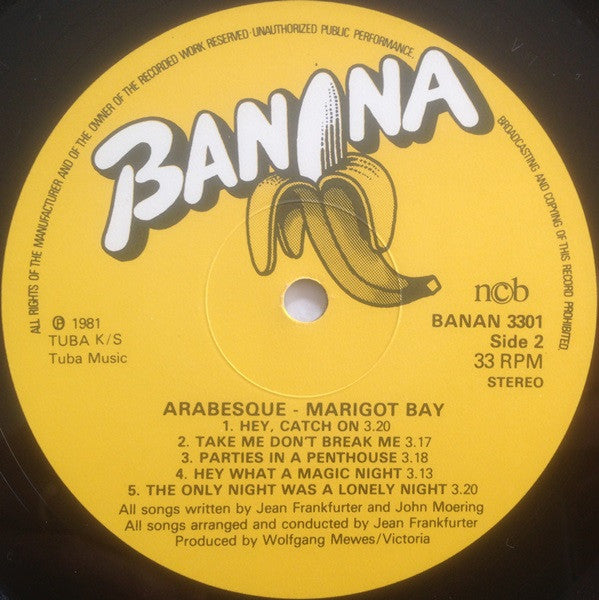 ALL RIGHTS OF THE MANUFACTURER AND OF THE OWNER OF THE RECORDED WORK RESERVED · UNAUTHORIZED PUBLIC PERFORMANCE,
BROADCASTING AND COPYING OF THIS RECORD PROHIBITED.
BANANA
℗ 1981
TUBA K/S
Tuba Music
ncb
BANAN 3301
Side 2
33 RPM
STEREO
ARABESQUE - MARIGOT BAY
1. HEY, CATCH ON 3.20
2. TAKE ME DON'T BREAK ME 3.17
3. PARTIES IN A PENTHOUSE 3.18
4. HEY WHAT A MAGIC NIGHT 3.13
5. THE ONLY NIGHT WAS A LONELY NIGHT 3.20
All songs written by Jean Frankfurter and John Moering
All songs arranged and conducted by Jean Frankfurter
Produced by Wolfgang Mewes/Victoria